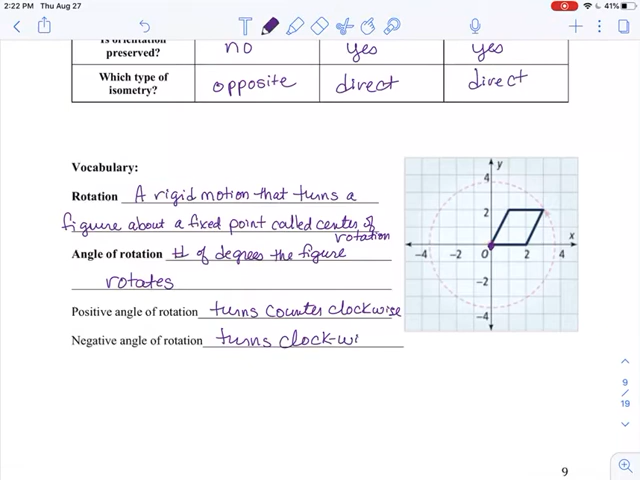 2:22 PM Thu Aug 27
41%
preserved? no yes yes
Which type of
isometry? opposite direct direct
Vocabulary:
Rotation A rigid motion that turns a
figure about a fixed point called center of
rotation
Angle of rotation # of degrees the figure
rotates
Positive angle of rotation turns counter clockwise
Negative angle of rotation turns clock-wi
y
4
2
x
-4 -2 0 2 4
-2
-4
9
/
19
9